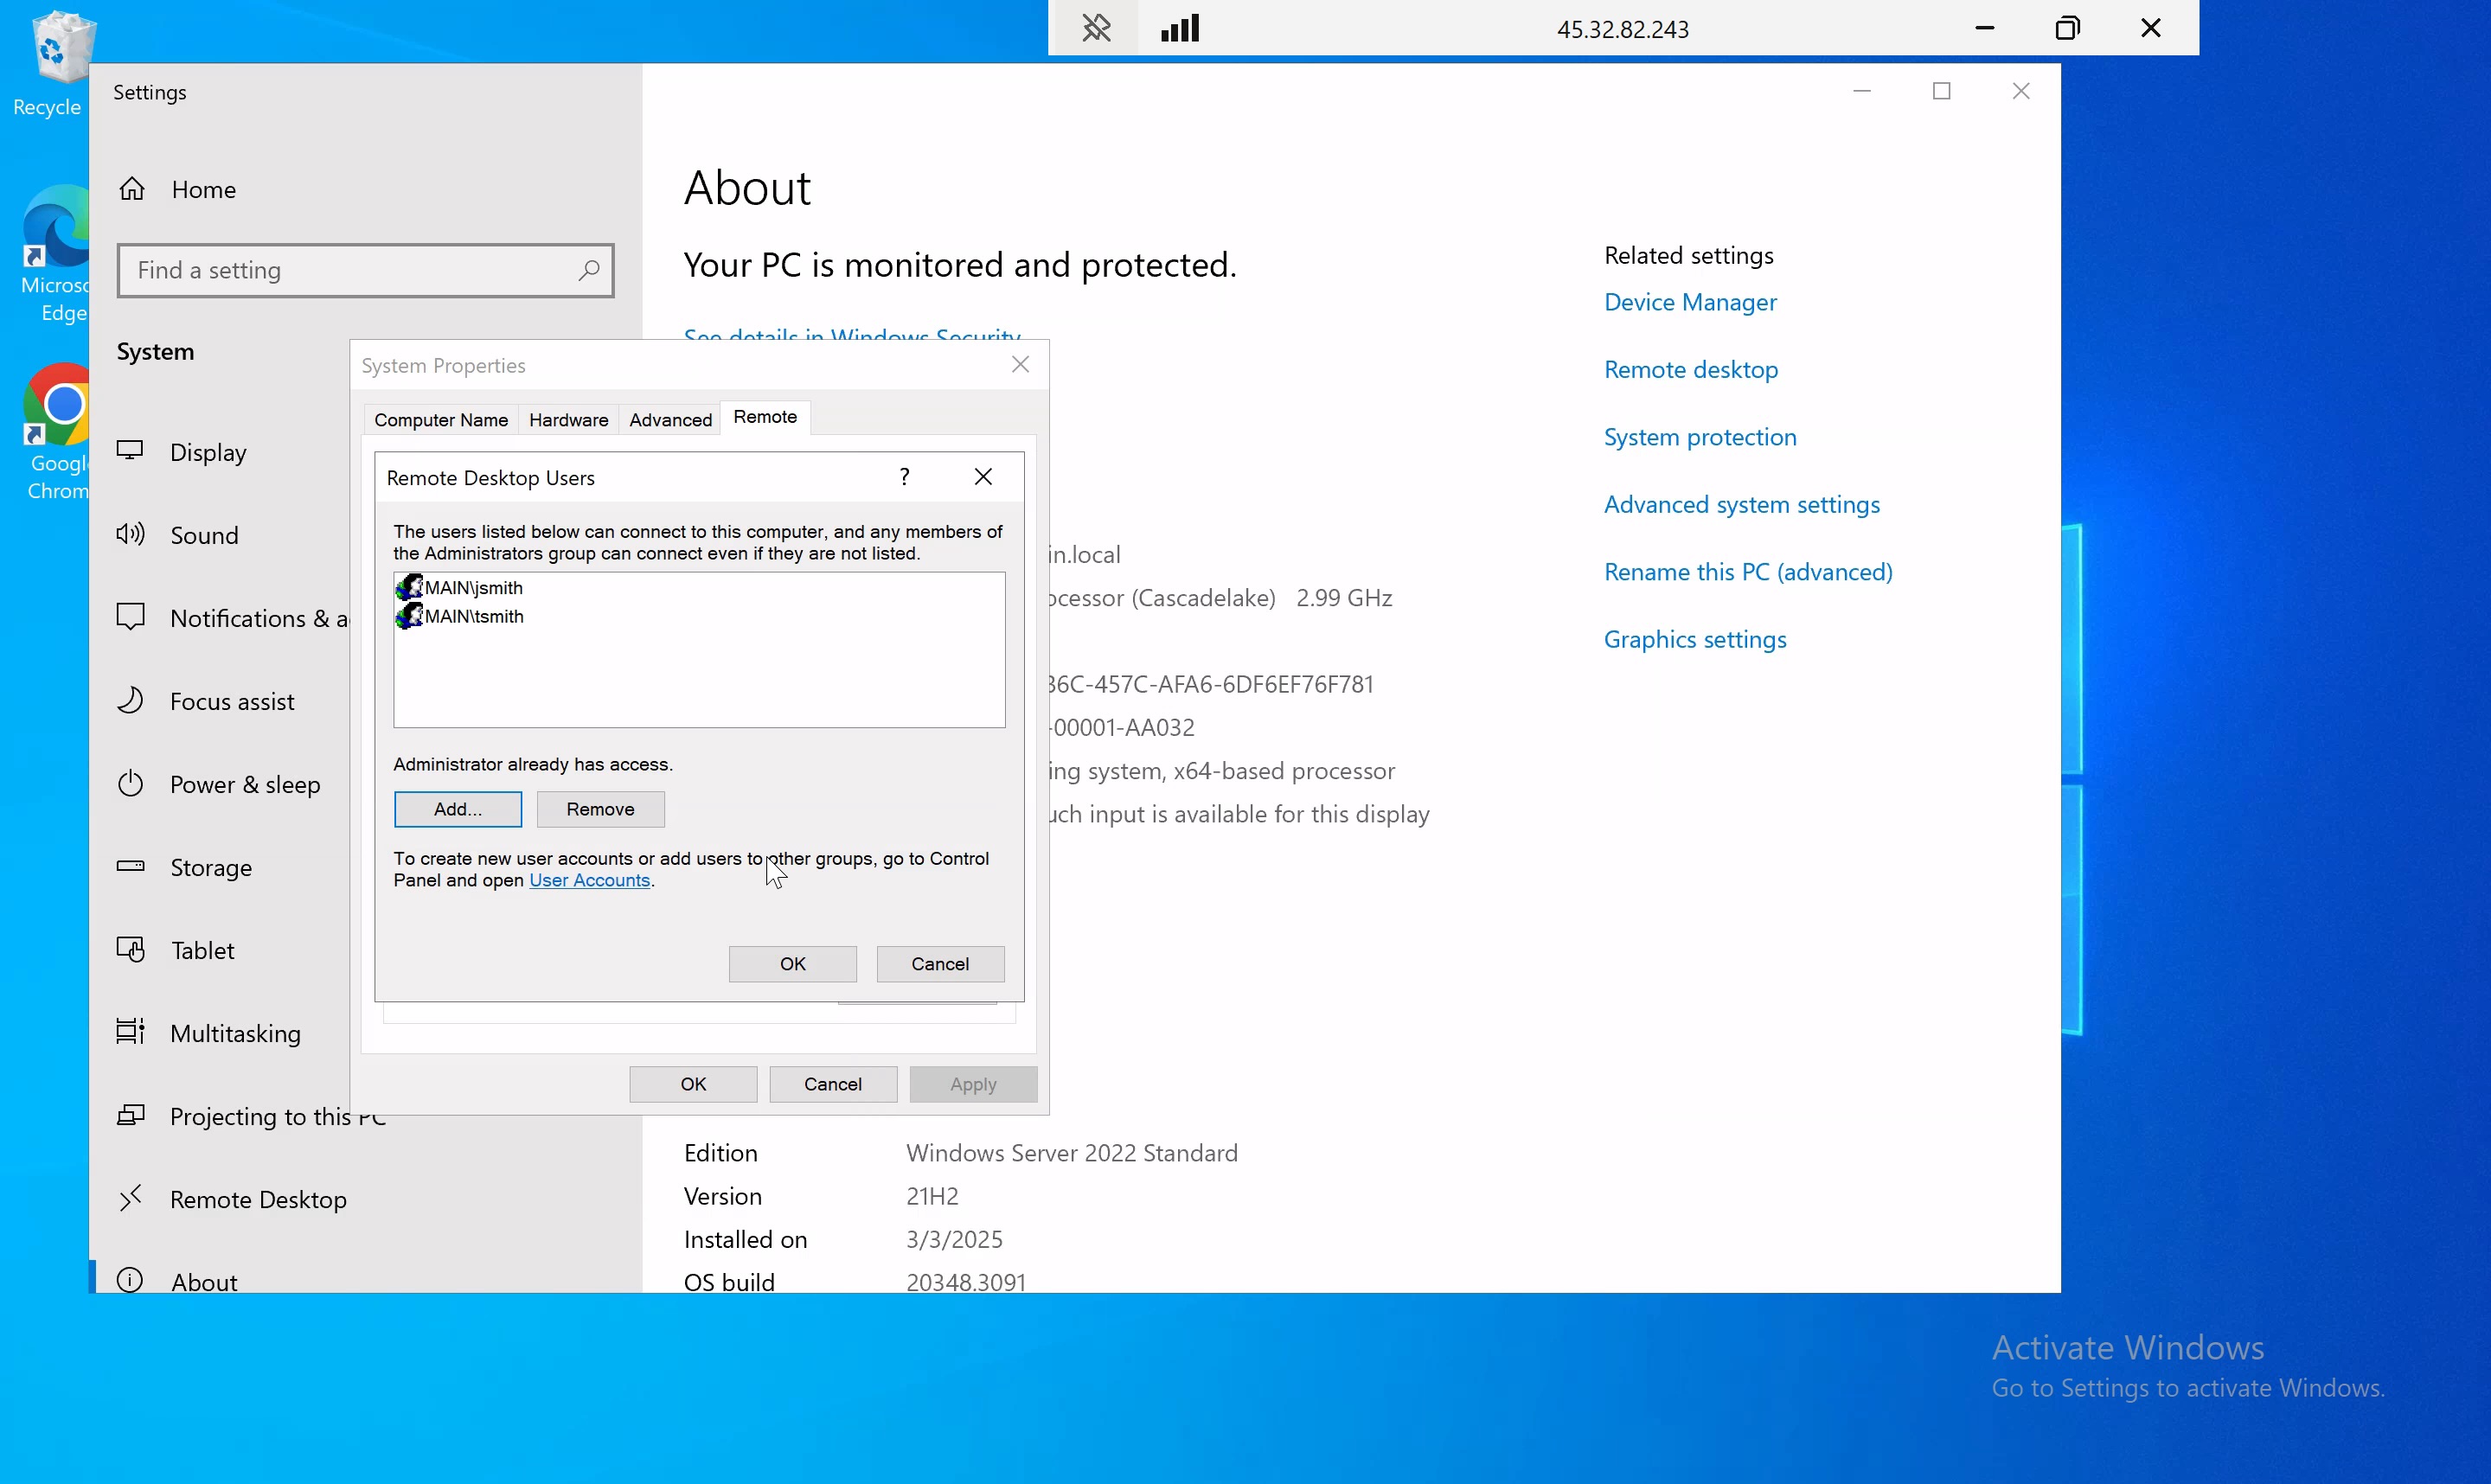 45.32.82.243
Recycle
Microso
Edge
Googl
Chrom
Settings
Home
Find a setting
System
Display
Sound
Notifications & a
Focus assist
Power & sleep
Storage
Tablet
Multitasking
Projecting to this PC
Remote Desktop
About
About
Your PC is monitored and protected.
See details in Windows Security
System Properties
Computer Name
Hardware
Advanced
Remote
Remote Desktop Users
?
The users listed below can connect to this computer, and any members of
the Administrators group can connect even if they are not listed.
MAIN\jsmith
MAIN\tsmith
Administrator already has access.
Add...
Remove
To create new user accounts or add users to other groups, go to Control
Panel and open User Accounts.
OK
Cancel
OK
Cancel
Apply
in.local
ocessor (Cascadelake) 2.99 GHz
36C-457C-AFA6-6DF6EF76F781
-00001-AA032
ing system, x64-based processor
uch input is available for this display
Edition Windows Server 2022 Standard
Version 21H2
Installed on 3/3/2025
OS build 20348.3091
Related settings
Device Manager
Remote desktop
System protection
Advanced system settings
Rename this PC (advanced)
Graphics settings
Activate Windows
Go to Settings to activate Windows.